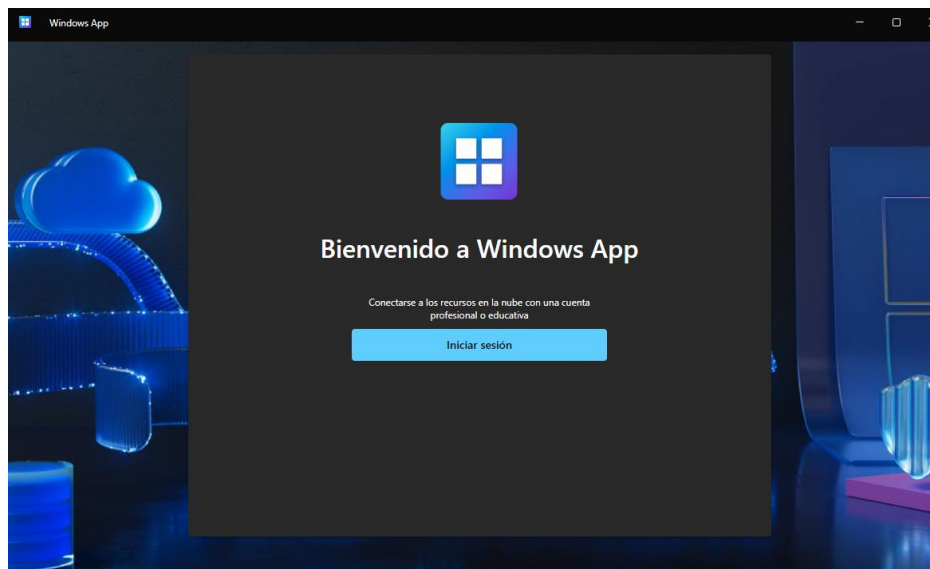 Windows App
Bienvenido a Windows App
Conectarse a los recursos en la nube con una cuenta
profesional o educativa
Iniciar sesión